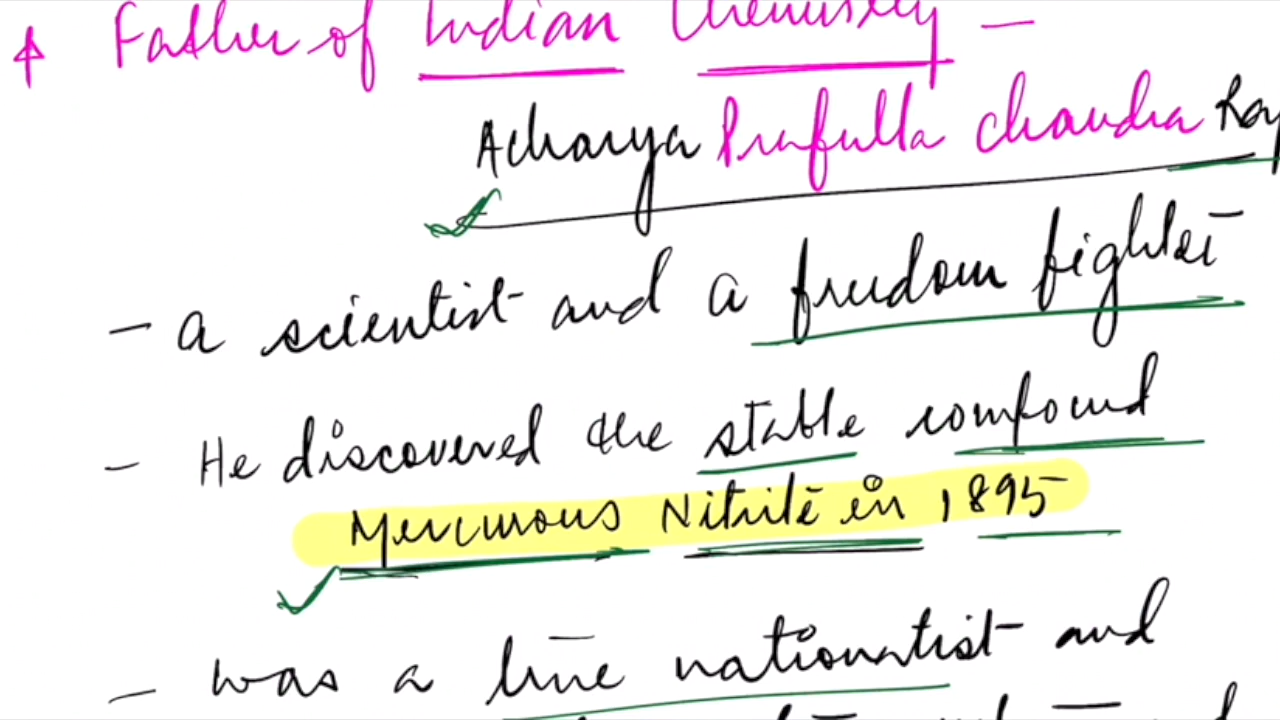 Father of Indian Chemistry –
Acharya Prafulla Chandra Ray
– a scientist and a freedom fighter
– He discovered the stable compound
Mercurous Nitrite in 1895
– was a true nationalist and